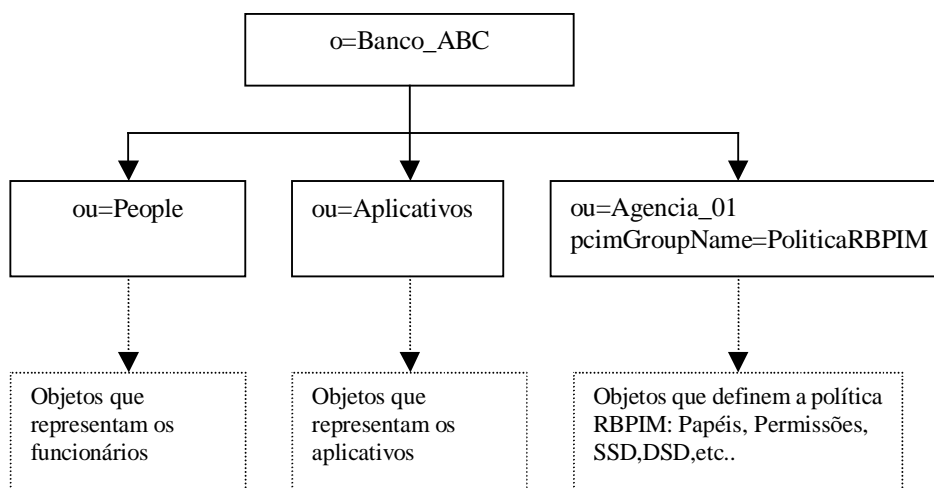 o=Banco_ABC
ou=People
ou=Aplicativos
ou=Agencia_01
pcimGroupName=PoliticaRBPIM
Objetos que
representam os
funcionários
Objetos que
representam os
aplicativos
Objetos que definem a política
RBPIM: Papéis, Permissões,
SSD,DSD,etc..